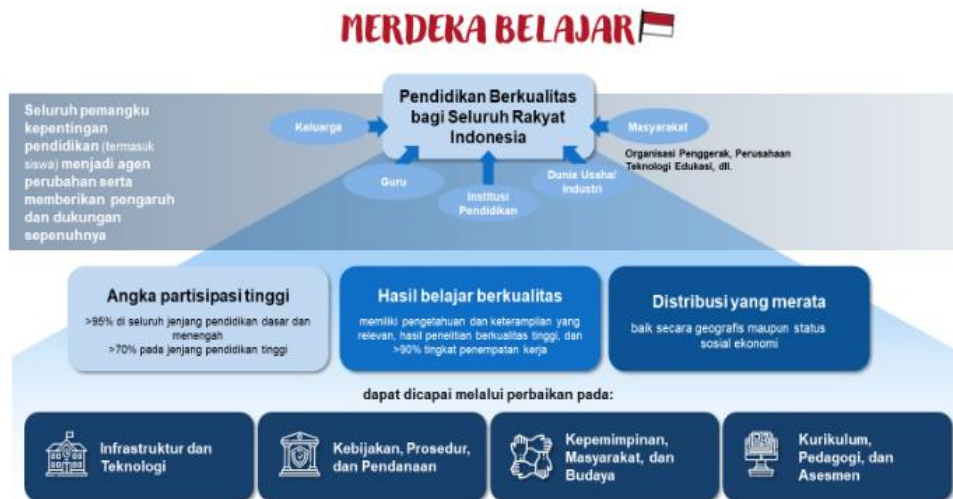 MERDEKA BELAJAR
Pendidikan Berkualitas
bagi Seluruh Rakyat
Indonesia
Seluruh pemangku
kepentingan
pendidikan (termasuk
siswa) menjadi agen
perubahan serta
memberikan pengaruh
dan dukungan
sepenuhnya
Keluarga
Guru
Institusi
Pendidikan
Dunia Usaha/
Industri
Masyarakat
Organisasi Penggerak, Perusahaan
Teknologi Edukasi, dll.
Angka partisipasi tinggi
>95% di seluruh jenjang pendidikan dasar dan
menengah
>70% pada jenjang pendidikan tinggi
Hasil belajar berkualitas
memiliki pengetahuan dan keterampilan yang
relevan, hasil penelitian berkualitas tinggi, dan
>90% tingkat penempatan kerja
Distribusi yang merata
baik secara geografis maupun status
sosial ekonomi
dapat dicapai melalui perbaikan pada:
Infrastruktur dan
Teknologi
Kebijakan, Prosedur,
dan Pendanaan
Kepemimpinan,
Masyarakat, dan
Budaya
Kurikulum,
Pedagogi, dan
Asesmen